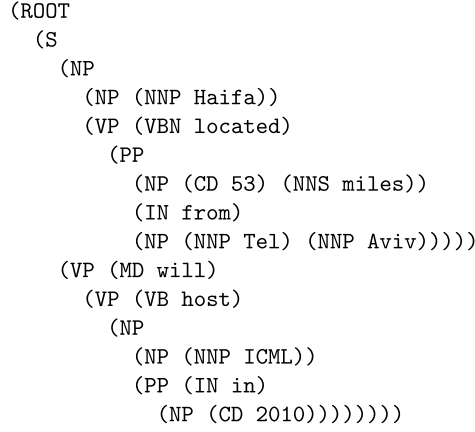 (ROOT
(S
(NP
(NP (NNP Haifa))
(VP (VBN located)
(PP
(NP (CD 53) (NNS miles))
(IN from)
(NP (NNP Tel) (NNP Aviv)))))
(VP (MD will)
(VP (VB host)
(NP
(NP (NNP ICML))
(PP (IN in)
(NP (CD 2010))))))))